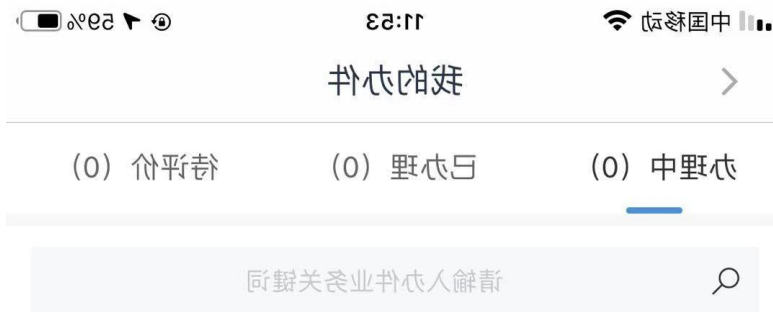 中国移动 11:53 59%
我的办件
办理中（0） 已办理（0） 待评价（0）
请输入办件业务关键词